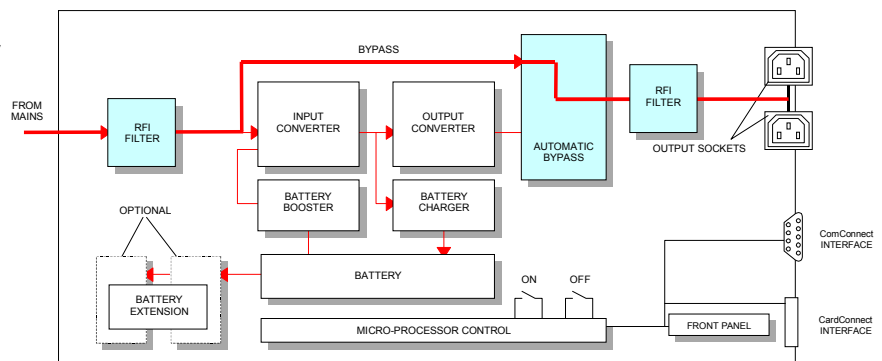 BYPASS
FROM
MAINS
RFI
FILTER
INPUT
CONVERTER
OUTPUT
CONVERTER
AUTOMATIC
BYPASS
RFI
FILTER
OUTPUT SOCKETS
BATTERY
BOOSTER
BATTERY
CHARGER
OPTIONAL
BATTERY
EXTENSION
BATTERY
ON
OFF
MICRO-PROCESSOR CONTROL
FRONT PANEL
ComConnect
INTERFACE
CardConnect
INTERFACE